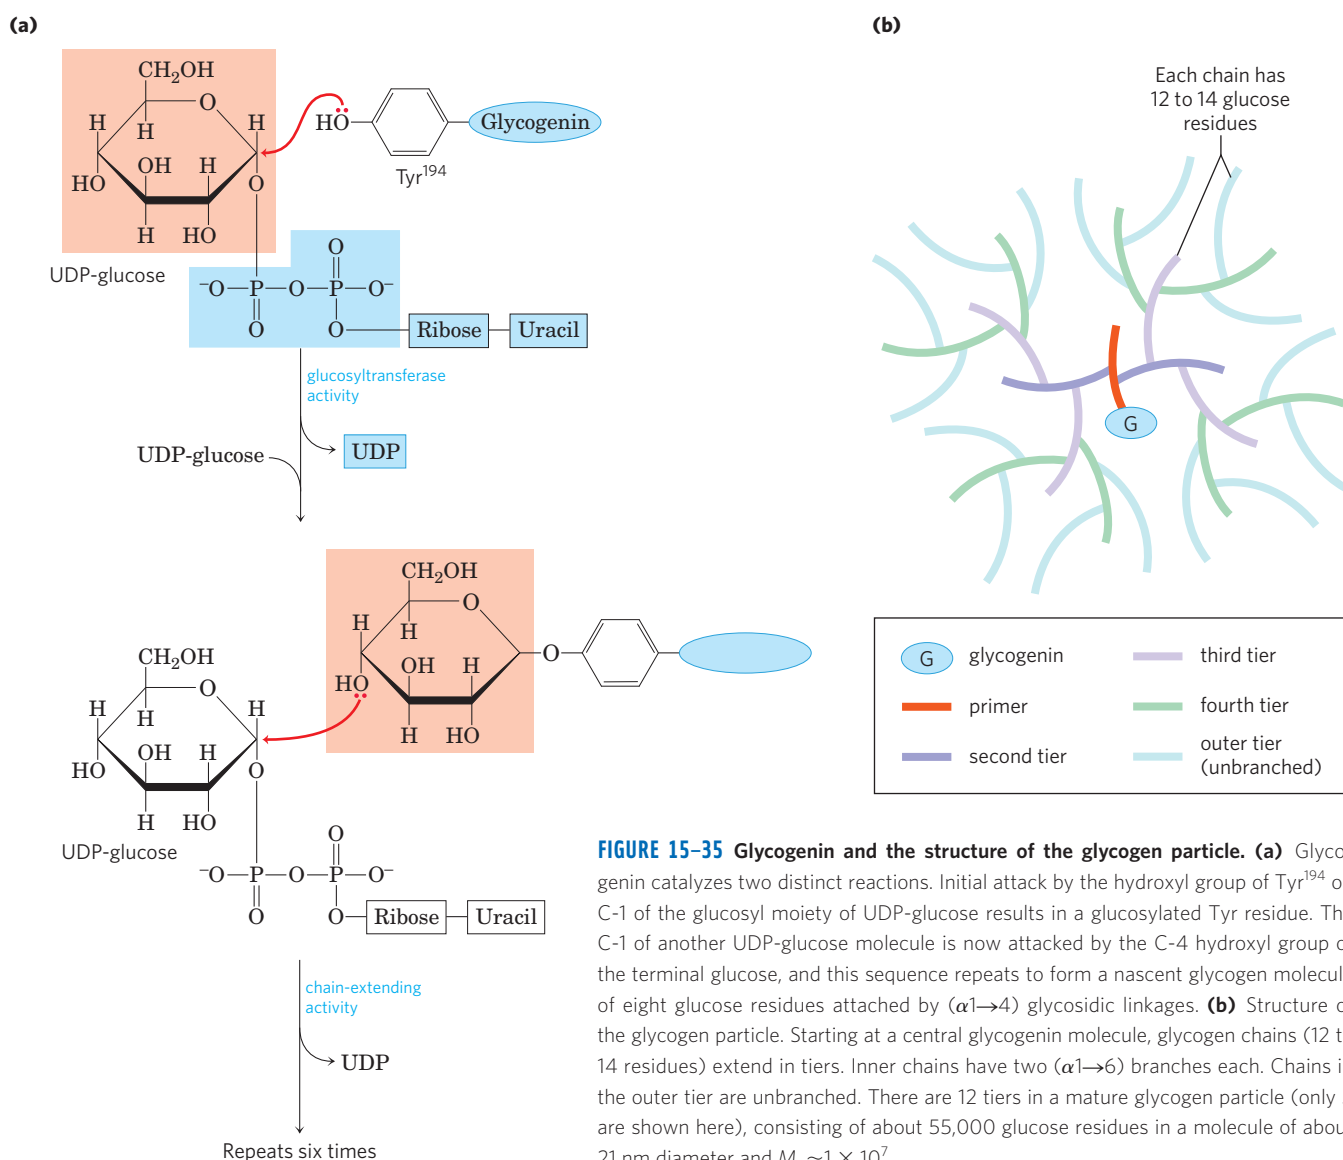 (a)
CH₂OH
O
H
H
H
OH
H
HO
O
H
HO
HO
Glycogenin
Tyr¹⁹⁴
UDP-glucose
O
⁻O—P—O—P—O⁻
O
O
Ribose
Uracil
glucosyltransferase
activity
UDP-glucose
UDP
CH₂OH
O
H
H
OH
H
HO
H
HO
O
CH₂OH
O
H
H
H
OH
H
HO
O
H
HO
UDP-glucose
O
⁻O—P—O—P—O⁻
O
O
Ribose
Uracil
chain-extending
activity
UDP
Repeats six times
(b)
Each chain has
12 to 14 glucose
residues
G
G
glycogenin
primer
second tier
third tier
fourth tier
outer tier
(unbranched)
FIGURE 15–35 Glycogenin and the structure of the glycogen particle. (a) Glyco
genin catalyzes two distinct reactions. Initial attack by the hydroxyl group of Tyr¹⁹⁴ o
C-1 of the glucosyl moiety of UDP-glucose results in a glucosylated Tyr residue. Th
C-1 of another UDP-glucose molecule is now attacked by the C-4 hydroxyl group o
the terminal glucose, and this sequence repeats to form a nascent glycogen molecul
of eight glucose residues attached by (α1→4) glycosidic linkages. (b) Structure o
the glycogen particle. Starting at a central glycogenin molecule, glycogen chains (12 t
14 residues) extend in tiers. Inner chains have two (α1→6) branches each. Chains i
the outer tier are unbranched. There are 12 tiers in a mature glycogen particle (only
are shown here), consisting of about 55,000 glucose residues in a molecule of abou
21 nm diameter and M ~1 × 10⁷